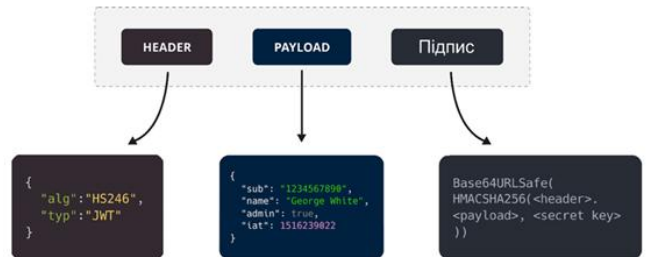 HEADER
PAYLOAD
Підпис
{
"alg":"HS246",
"typ":"JWT"
}
{
"sub": "1234567890",
"name": "George White",
"admin": true,
"iat": 1516239022
}
Base64URLSafe(
HMACSHA256(<header>.
<payload>, <secret key>
))